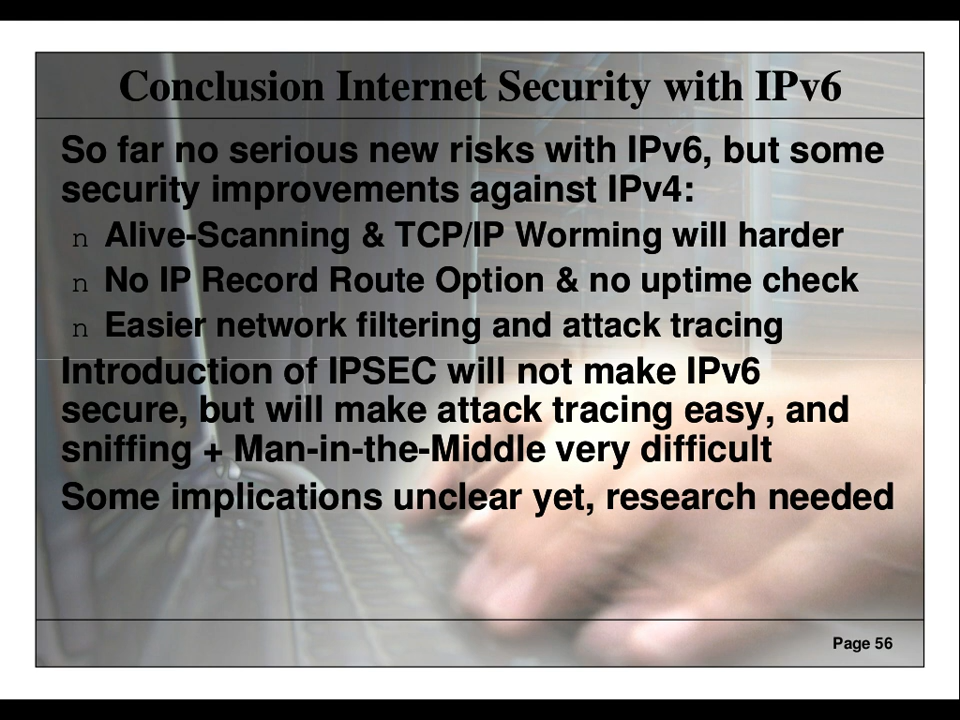 Conclusion Internet Security with IPv6
So far no serious new risks with IPv6, but some
security improvements against IPv4:
n Alive-Scanning & TCP/IP Worming will harder
n No IP Record Route Option & no uptime check
n Easier network filtering and attack tracing
Introduction of IPSEC will not make IPv6
secure, but will make attack tracing easy, and
sniffing + Man-in-the-Middle very difficult
Some implications unclear yet, research needed
Page 56